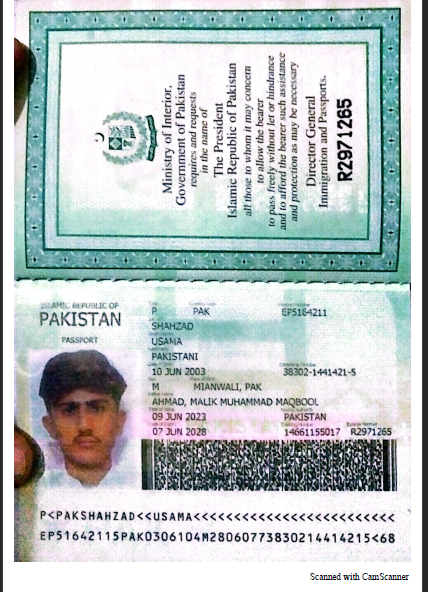 Ministry of Interior,
Government of Pakistan
requires and requests
in the name of
The President
Islamic Republic of Pakistan
all those to whom it may concern
to allow the bearer
to pass freely without let or hindrance
and to afford the bearer such assistance
and protection as may be necessary
Director General
Immigration and Passports.
R2971265
ISLAMIC REPUBLIC OF
PAKISTAN
PASSPORT
P PAK EP5164211
SHAHZAD
USAMA
PAKISTANI
10 JUN 2003 38302-1441421-5
M MIANWALI, PAK
AHMAD, MALIK MUHAMMAD MAQBOOL
09 JUN 2023 PAKISTAN
07 JUN 2028 14661155017 R2971265
P<PAKSHAHZAD<<USAMA<<<<<<<<<<<<<<<<<<<<<<<<<
EP51642115PAK0306104M28060773830214414215<68
Scanned with CamScanner